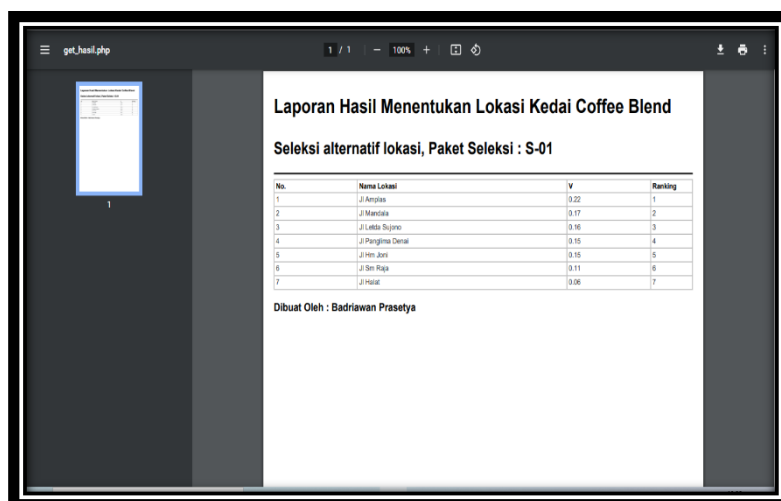 get_hasil.php 1 / 1 100%
1
Laporan Hasil Menentukan Lokasi Kedai Coffee Blend
Seleksi alternatif lokasi, Paket Seleksi : S-01
No. Nama Lokasi V Ranking
1 Jl Amplas 0.22 1
2 Jl Mandala 0.17 2
3 Jl Letda Sujono 0.16 3
4 Jl Panglima Denai 0.15 4
5 Jl Hm Joni 0.15 5
6 Jl Sm Raja 0.11 6
7 Jl Halat 0.06 7
Dibuat Oleh : Badriawan Prasetya